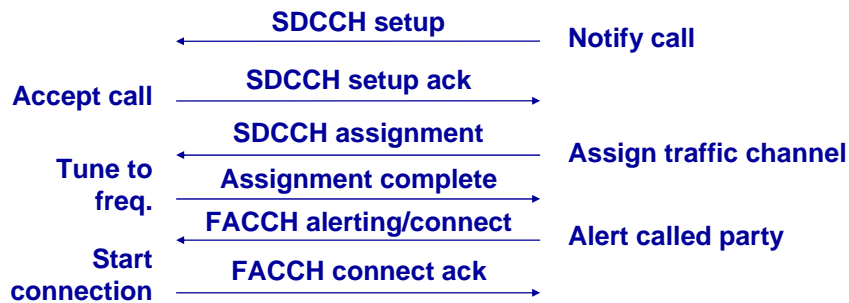 SDCCH setup
Notify call
SDCCH setup ack
Accept call
SDCCH assignment
Assign traffic channel
Tune to
freq.
Assignment complete
FACCH alerting/connect
Alert called party
Start
connection
FACCH connect ack